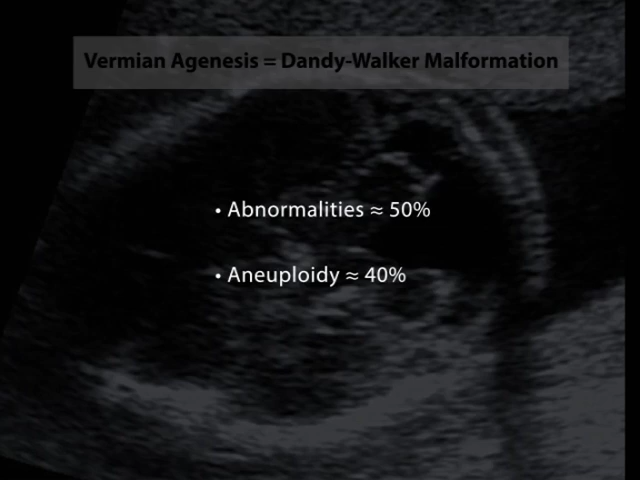 Vermian Agenesis = Dandy-Walker Malformation
• Abnormalities ≈ 50%
• Aneuploidy ≈ 40%